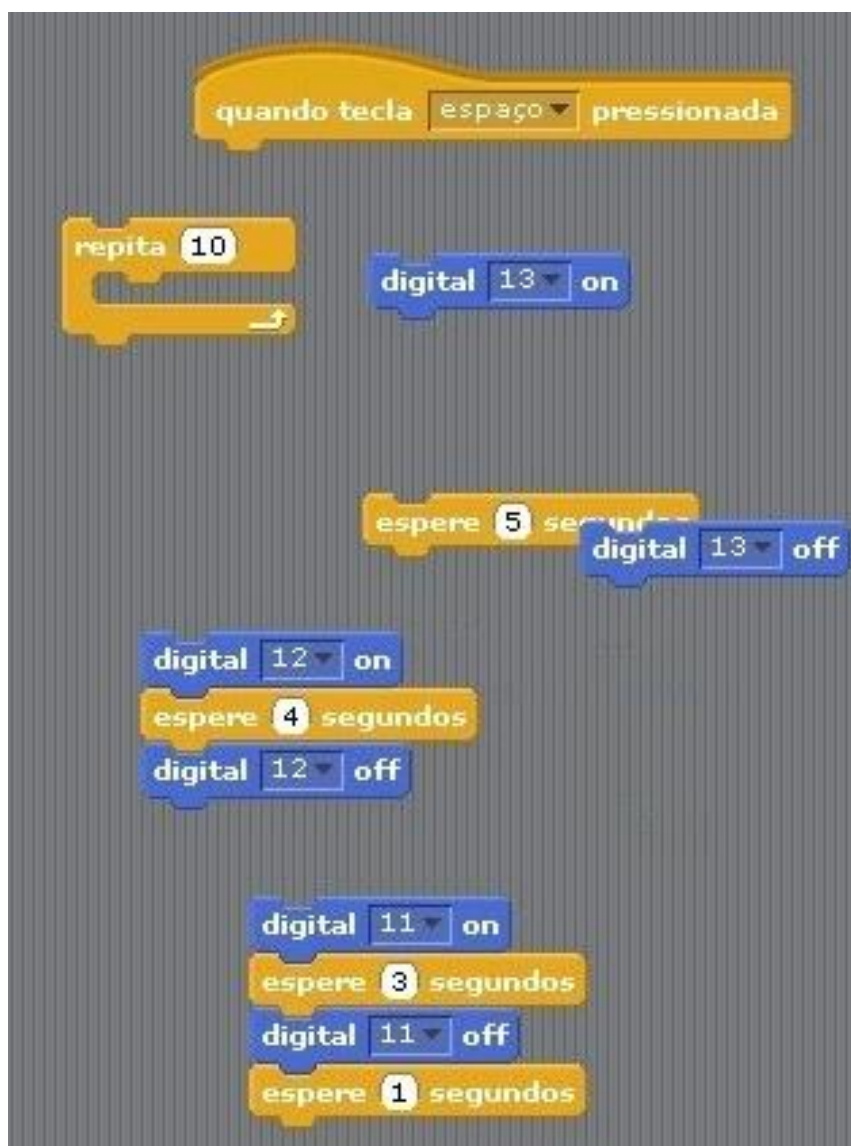 quando tecla espaço pressionada
repita 10
digital 13 on
espere 5
digital 13 off
digital 12 on
espere 4 segundos
digital 12 off
digital 11 on
espere 3 segundos
digital 11 off
espere 1 segundos